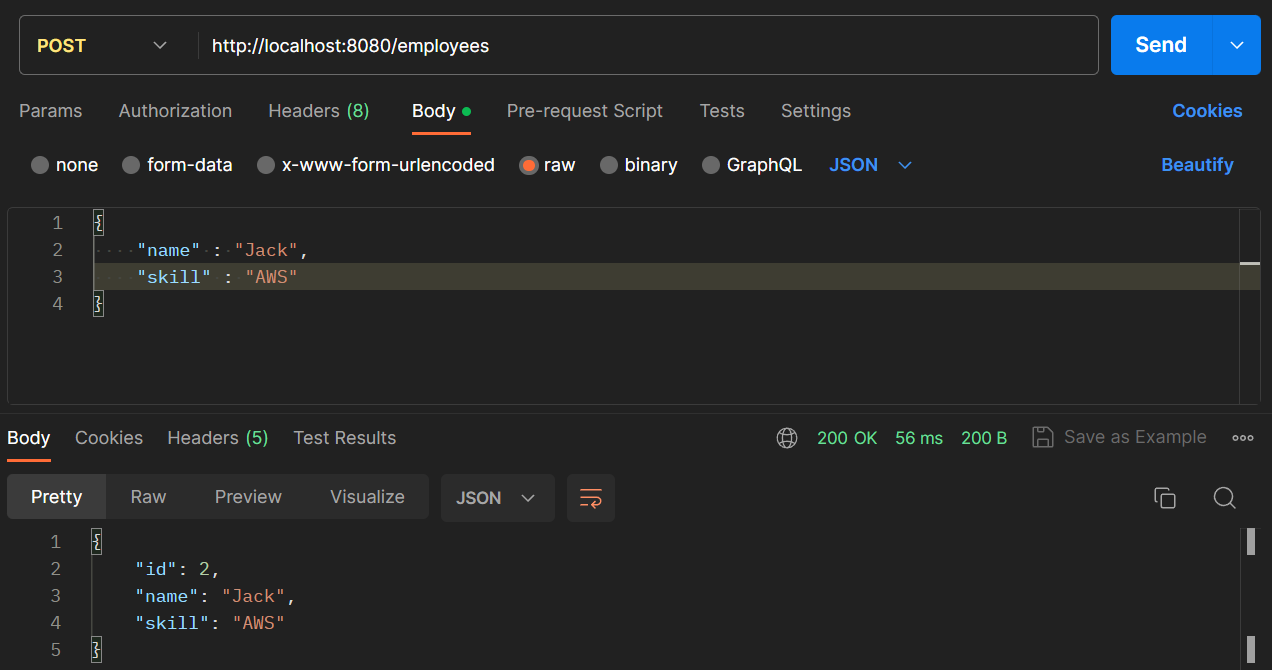 POST http://localhost:8080/employees Send
Params Authorization Headers (8) Body Pre-request Script Tests Settings Cookies
none form-data x-www-form-urlencoded raw binary GraphQL JSON Beautify
1 {
2 "name" : "Jack",
3 "skill" : "AWS"
4 }
Body Cookies Headers (5) Test Results 200 OK 56 ms 200 B Save as Example
Pretty Raw Preview Visualize JSON
1 {
2 "id": 2,
3 "name": "Jack",
4 "skill": "AWS"
5 }